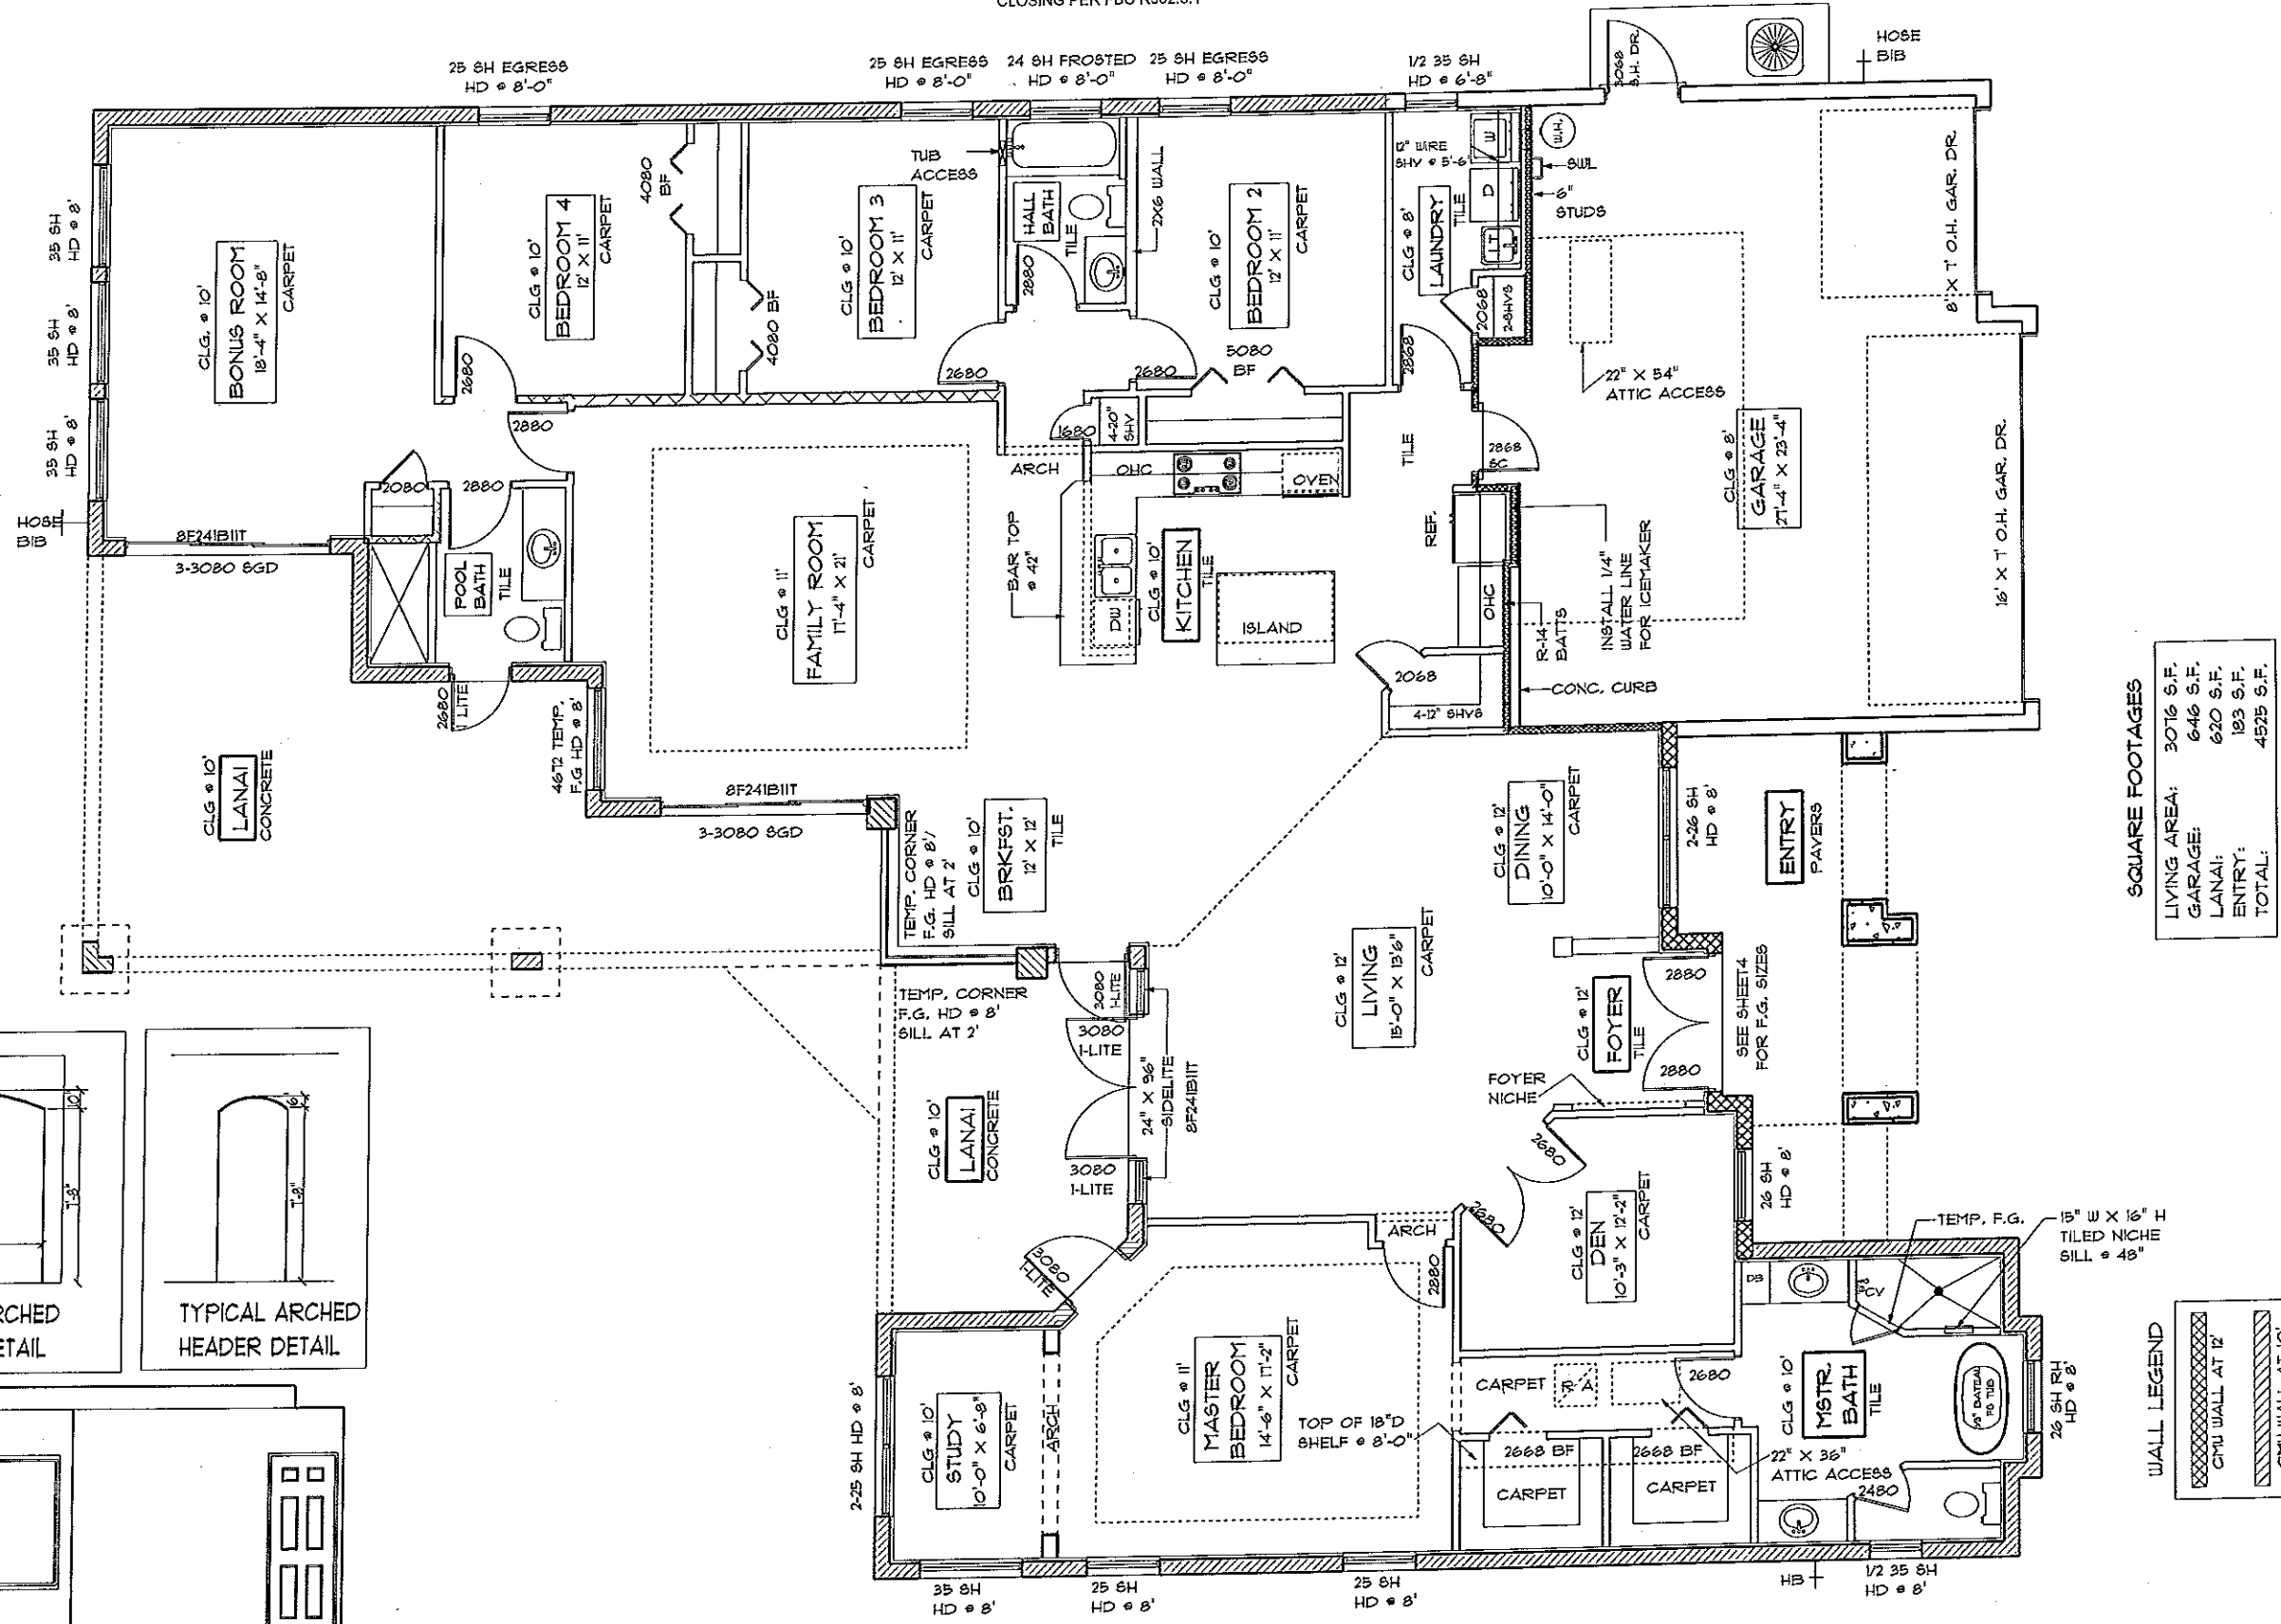 25 SH EGRESS
HD @ 8'-0"
25 SH EGRESS
HD @ 8'-0"
24 SH FROSTED
HD @ 8'-0"
25 SH EGRESS
HD @ 8'-0"
1/2 35 SH
HD @ 6'-8"
3068
S.H. DR.
HOSE
BIB
35 SH
HD @ 8'
35 SH
HD @ 8'
35 SH
HD @ 8'
HOSE
BIB
CLG. @ 10'
BONUS ROOM
18'-4" X 14'-8"
CARPET
CLG @ 10'
BEDROOM 4
12' X 11'
CARPET
4080
BF
4080 BF
CLG @ 10'
BEDROOM 3
12' X 11'
CARPET
TUB
ACCESS
HALL
BATH
TILE
2880
2X6 WALL
CLG @ 10'
BEDROOM 2
12' X 11'
CARPET
5080
BF
12" WIRE
SHV @ 5'-6"
CLG @ 8'
LAUNDRY
TILE
W
D
L.T.
2068
2-SHVS
2868
W.H.
SWL
6"
STUDS
22" X 54"
ATTIC ACCESS
CLG @ 8'
GARAGE
27'-4" X 23'-4"
8' X 7' O.H. GAR. DR.
16' X 7' O.H. GAR. DR.
2680
2880
2680
2680
1680
4-20"
SHV
ARCH
OHC
OVEN
TILE
2868
SC
2080
2880
8F241B11T
3-3080 SGD
POOL
BATH
TILE
2680
1 LITE
4672 TEMP.
F.G HD @ 8'
CLG @ 11'
FAMILY ROOM
17'-4" X 21'
CARPET
BAR TOP
@ 42"
DW
CLG @ 10'
KITCHEN
TILE
ISLAND
REF.
OHC
R-14
BATTS
INSTALL 1/4"
WATER LINE
FOR ICEMAKER
CONC. CURB
2068
4-12" SHVS
CLG @ 10'
LANAI
CONCRETE
8F241B11T
3-3080 SGD
TEMP. CORNER
F.G. HD @ 8'/
SILL AT 2'
CLG @ 10'
BRKFST.
12' X 12'
TILE
TEMP. CORNER
F.G. HD @ 8'
SILL AT 2'
CLG @ 12'
DINING
10'-0" X 14'-0"
CARPET
2-26 SH
HD @ 8'
ENTRY
PAVERS
SQUARE FOOTAGES
LIVING AREA: 3076 S.F.
GARAGE: 646 S.F.
LANAI: 620 S.F.
ENTRY: 183 S.F.
TOTAL: 4525 S.F.
CLG @ 12'
LIVING
15'-0" X 13'6"
CARPET
3080
1-LITE
3080
1-LITE
3080
1-LITE
24" X 96"
SIDELITE
8F241B11T
CLG @ 12'
FOYER
TILE
2880
2880
SEE SHEET4
FOR F.G. SIZES
FOYER
NICHE
CLG @ 10'
LANAI
CONCRETE
3080
1-LITE
2680
2680
CLG @ 12'
DEN
10'-3" X 12'-2"
CARPET
26 SH
HD @ 8'
TEMP. F.G.
15" W X 16" H
TILED NICHE
SILL @ 48"
ARCH
2880
10"
7'-8"
6"
7'-8"
TYPICAL ARCHED
HEADER DETAIL
2-25 SH HD @ 8'
CLG @ 10'
STUDY
10'-0" X 6'-8"
CARPET
ARCH
CLG @ 11'
MASTER
BEDROOM
14'-6" X 17'-2"
CARPET
TOP OF 18"D
SHELF @ 8'-0"
CARPET
2680
2668 BF
2668 BF
CARPET
CARPET
22" X 36"
ATTIC ACCESS
CLG @ 10'
MSTR.
BATH
TILE
2480
26 SH RH
HD @ 8'
WALL LEGEND
CMU WALL AT 12'
35 SH
HD @ 8'
25 SH
HD @ 8'
25 SH
HD @ 8'
HB
1/2 35 SH
HD @ 8'